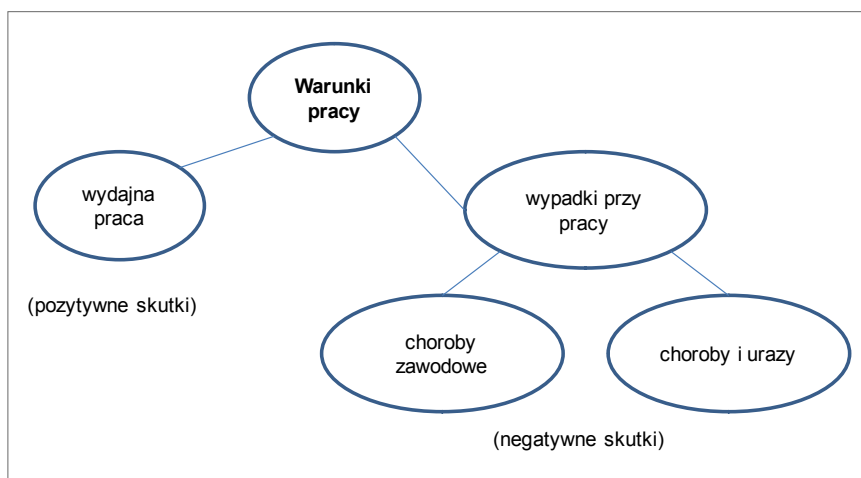 Warunki
pracy
wydajna
praca
wypadki przy
pracy
(pozytywne skutki)
choroby
zawodowe
choroby i urazy
(negatywne skutki)